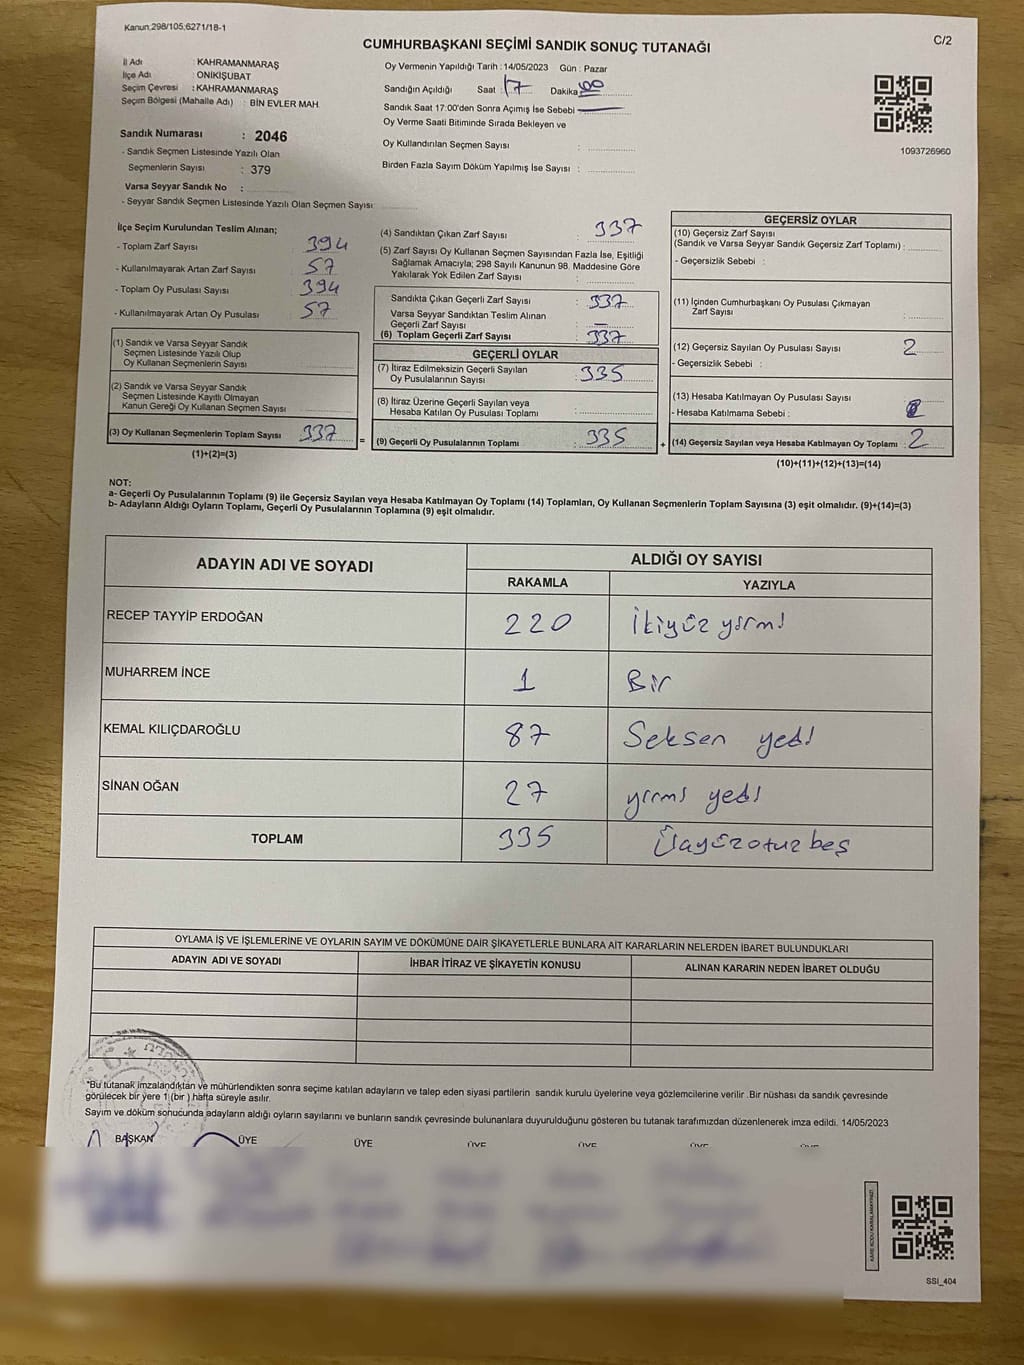 Kanun,298/105,6271/18-1
C/2
CUMHURBAŞKANI SEÇİMİ SANDIK SONUÇ TUTANAĞI
İl Adı : KAHRAMANMARAŞ
İlçe Adı : ONİKİŞUBAT
Seçim Çevresi : KAHRAMANMARAŞ
Seçim Bölgesi (Mahalle Adı) : BİN EVLER MAH.
Sandık Numarası : 2046
- Sandık Seçmen Listesinde Yazılı Olan
Seçmenlerin Sayısı : 379
Varsa Seyyar Sandık No :
- Seyyar Sandık Seçmen Listesinde Yazılı Olan Seçmen Sayısı:
Oy Vermenin Yapıldığı Tarih : 14/05/2023 Gün : Pazar
Sandığın Açıldığı Saat : 17 Dakika 00
Sandık Saat 17:00'den Sonra Açımış İse Sebebi
Oy Verme Saati Bitiminde Sırada Bekleyen ve
Oy Kullandırılan Seçmen Sayısı :
Birden Fazla Sayım Döküm Yapılmış İse Sayısı :
1093726960
İlçe Seçim Kurulundan Teslim Alınan;
- Toplam Zarf Sayısı 394
- Kullanılmayarak Artan Zarf Sayısı 57
- Toplam Oy Pusulası Sayısı 394
- Kullanılmayarak Artan Oy Pusulası 57
(1) Sandık ve Varsa Seyyar Sandık
Seçmen Listesinde Yazılı Olup
Oy Kullanan Seçmenlerin Sayısı
(2) Sandık ve Varsa Seyyar Sandık
Seçmen Listesinde Kayıtlı Olmayan
Kanun Gereği Oy Kullanan Seçmen Sayısı
(3) Oy Kullanan Seçmenlerin Toplam Sayısı 337
(1)+(2)=(3)
=
(4) Sandıktan Çıkan Zarf Sayısı : 337
(5) Zarf Sayısı Oy Kullanan Seçmen Sayısından Fazla İse, Eşitliği
Sağlamak Amacıyla; 298 Sayılı Kanunun 98. Maddesine Göre
Yakılarak Yok Edilen Zarf Sayısı :
Sandıkta Çıkan Geçerli Zarf Sayısı : 337
Varsa Seyyar Sandıktan Teslim Alınan
Geçerli Zarf Sayısı :
(6) Toplam Geçerli Zarf Sayısı : 337
GEÇERLİ OYLAR
(7) İtiraz Edilmeksizin Geçerli Sayılan
Oy Pusulalarının Sayısı : 335
(8) İtiraz Üzerine Geçerli Sayılan veya
Hesaba Katılan Oy Pusulası Toplamı :
(9) Geçerli Oy Pusulalarının Toplamı : 335
+
GEÇERSİZ OYLAR
(10) Geçersiz Zarf Sayısı
(Sandık ve Varsa Seyyar Sandık Geçersiz Zarf Toplamı) :
- Geçersizlik Sebebi :
(11) İçinden Cumhurbaşkanı Oy Pusulası Çıkmayan
Zarf Sayısı :
(12) Geçersiz Sayılan Oy Pusulası Sayısı : 2
- Geçersizlik Sebebi :
(13) Hesaba Katılmayan Oy Pusulası Sayısı
- Hesaba Katılmama Sebebi :
(14) Geçersiz Sayılan veya Hesaba Katılmayan Oy Toplamı : 2
(10)+(11)+(12)+(13)=(14)
NOT:
a- Geçerli Oy Pusulalarının Toplamı (9) ile Geçersiz Sayılan veya Hesaba Katılmayan Oy Toplamı (14) Toplamları, Oy Kullanan Seçmenlerin Toplam Sayısına (3) eşit olmalıdır. (9)+(14)=(3)
b- Adayların Aldığı Oyların Toplamı, Geçerli Oy Pusulalarının Toplamına (9) eşit olmalıdır.
ADAYIN ADI VE SOYADI ALDIĞI OY SAYISI
RAKAMLA YAZIYLA
RECEP TAYYİP ERDOĞAN 220 İkiyüz yirmi
MUHARREM İNCE 1 Bir
KEMAL KILIÇDAROĞLU 87 Seksen yedi
SİNAN OĞAN 27 yirmi yedi
TOPLAM 335 Üçyüzotuz beş
OYLAMA İŞ VE İŞLEMLERİNE VE OYLARIN SAYIM VE DÖKÜMÜNE DAİR ŞİKAYETLERLE BUNLARA AİT KARARLARIN NELERDEN İBARET BULUNDUKLARI
ADAYIN ADI VE SOYADI İHBAR İTİRAZ VE ŞİKAYETİN KONUSU ALINAN KARARIN NEDEN İBARET OLDUĞU
*Bu tutanak imzalandıktan ve mühürlendikten sonra seçime katılan adayların ve talep eden siyasi partilerin sandık kurulu üyelerine veya gözlemcilerine verilir .Bir nüshası da sandık çevresinde
görülecek bir yere 1 (bir ) hafta süreyle asılır.
Sayım ve döküm sonucunda adayların aldığı oyların sayılarını ve bunların sandık çevresinde bulunanlara duyurulduğunu gösteren bu tutanak tarafımızdan düzenlenerek imza edildi. 14/05/2023
BAŞKAN ÜYE ÜYE ÜYE ÜYE
SSI_404